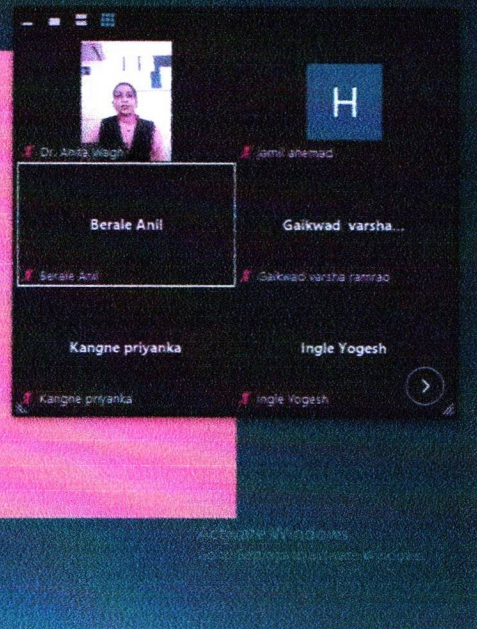 Dr. Anita Wagh
H
Jamil ahemad
Berale Anil
Berale Anil
Gaikwad varsha...
Gaikwad varsha ramrao
Kangne priyanka
Kangne priyanka
Ingle Yogesh
Ingle Yogesh
Activate Windows